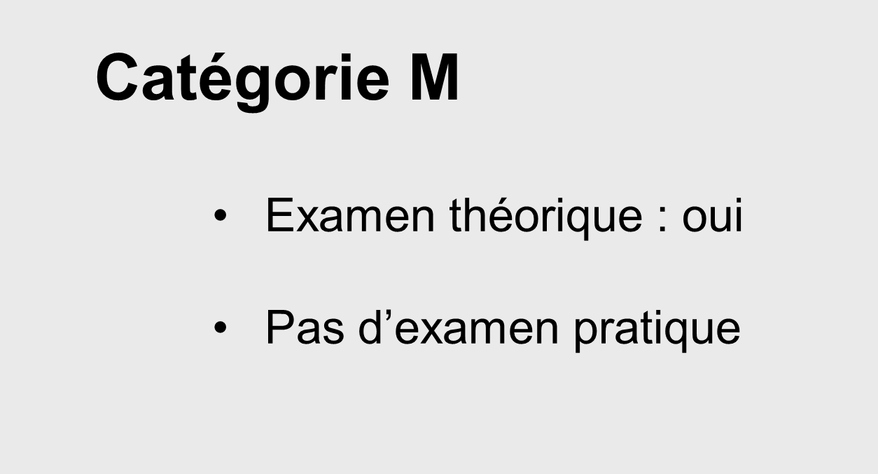 Catégorie M
• Examen théorique : oui
• Pas d’examen pratique